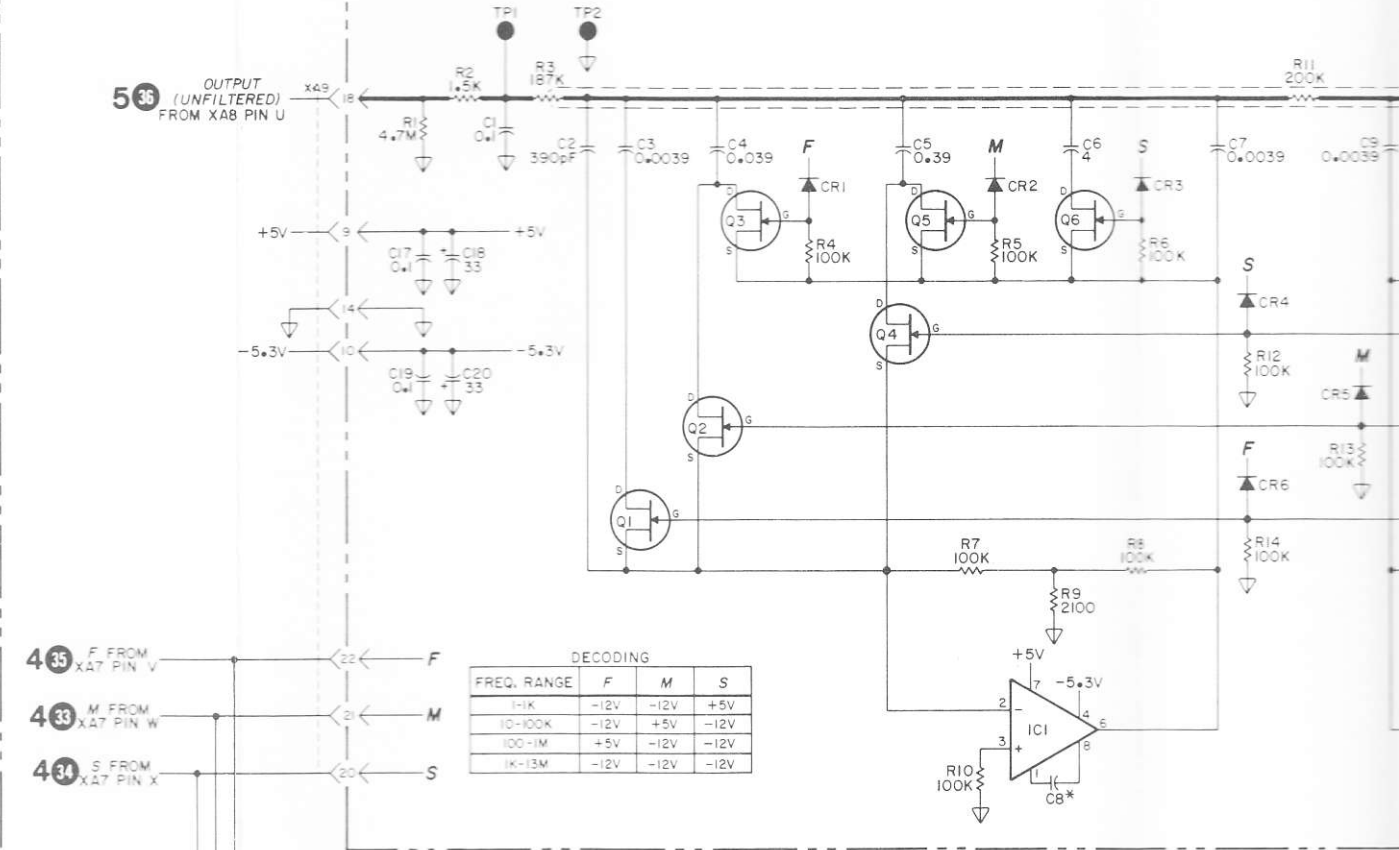 TP1 TP2
5 36 OUTPUT
(UNFILTERED)
FROM XA8 PIN U
XA9 18
R1
4.7M
R2
1.5K
C1
0.1
R3
187K
R11
200K
C2
390pF
C3
0.0039
C4
0.039
F
CR1
C5
0.39
M
CR2
C6
4
S
CR3
C7
0.0039
C9
0.0039
D
Q3
G
S
R4
100K
D
Q5
G
S
R5
100K
D
Q6
G
S
R6
100K
+5V 9 +5V
C17
0.1
+ C18
33
14
-5.3V 10 -5.3V
C19
0.1
+ C20
33
D
Q4
G
S
S
CR4
R12
100K
M
CR5
R13
100K
D
Q2
G
S
F
CR6
R14
100K
D
Q1
G
S
R7
100K
R8
100K
R9
2100
4 35 F FROM
XA7 PIN V
22 F
4 33 M FROM
XA7 PIN W
21 M
4 34 S FROM
XA7 PIN X
20 S
DECODING
FREQ. RANGE F M S
1-1K -12V -12V +5V
10-100K -12V +5V -12V
100-1M +5V -12V -12V
1K-13M -12V -12V -12V
+5V
7 -5.3V
2 -
4
IC1 6
3 +
8
1
R10
100K
C8*